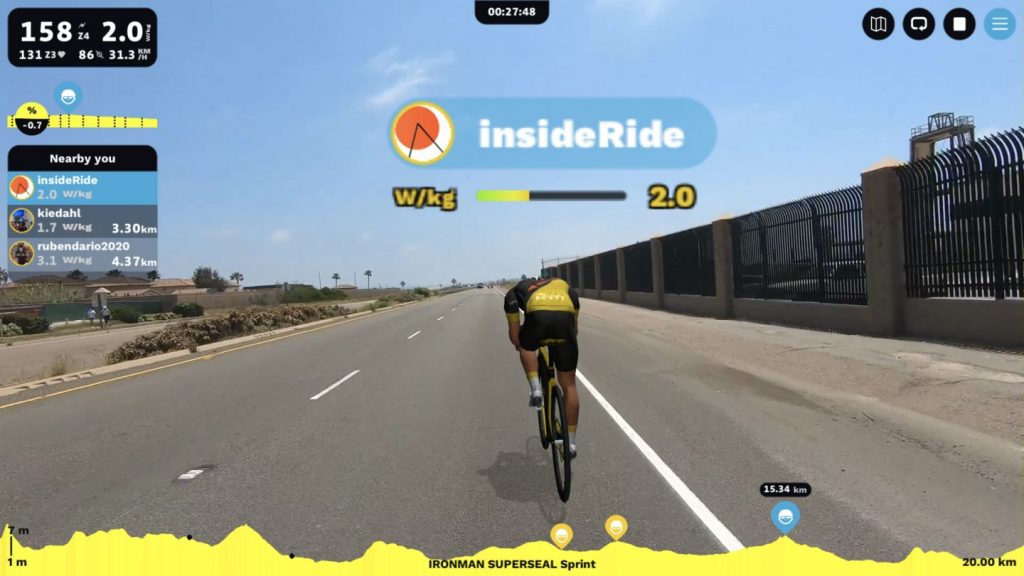 00:27:48
158 Z4 2.0
131 Z3 86 31.3 KM/H
%
-0.7
Nearby you
insideRide
2.0 W/kg
kiedahl
1.7 W/kg 3.30km
rubendario2020
3.1 W/kg 4.37km
insideRide
W/kg 2.0
15.34 km
7 m
1 m
IRONMAN SUPERSEAL Sprint
20.00 km